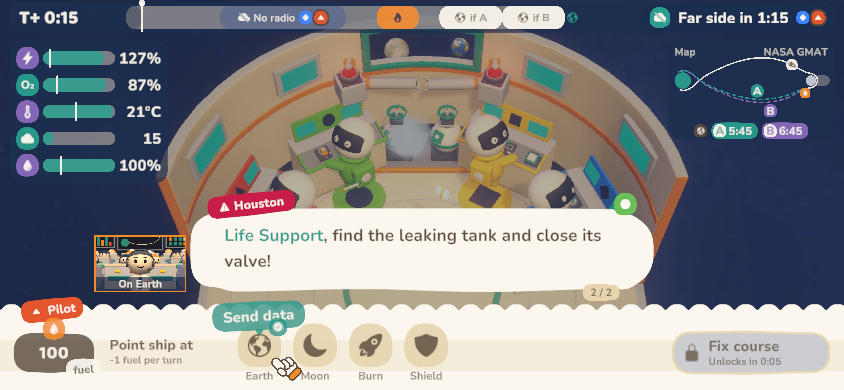 T+ 0:15
No radio
if A
if B
Far side in 1:15
127%
O₂
87%
21°C
15
100%
Map
NASA GMAT
A
B
A 5:45
B 6:45
Houston
Life Support, find the leaking tank and close its
valve!
2 / 2
On Earth
Pilot
100
fuel
Point ship at
-1 fuel per turn
Send data
Earth
Moon
Burn
Shield
Fix course
Unlocks in 0:05